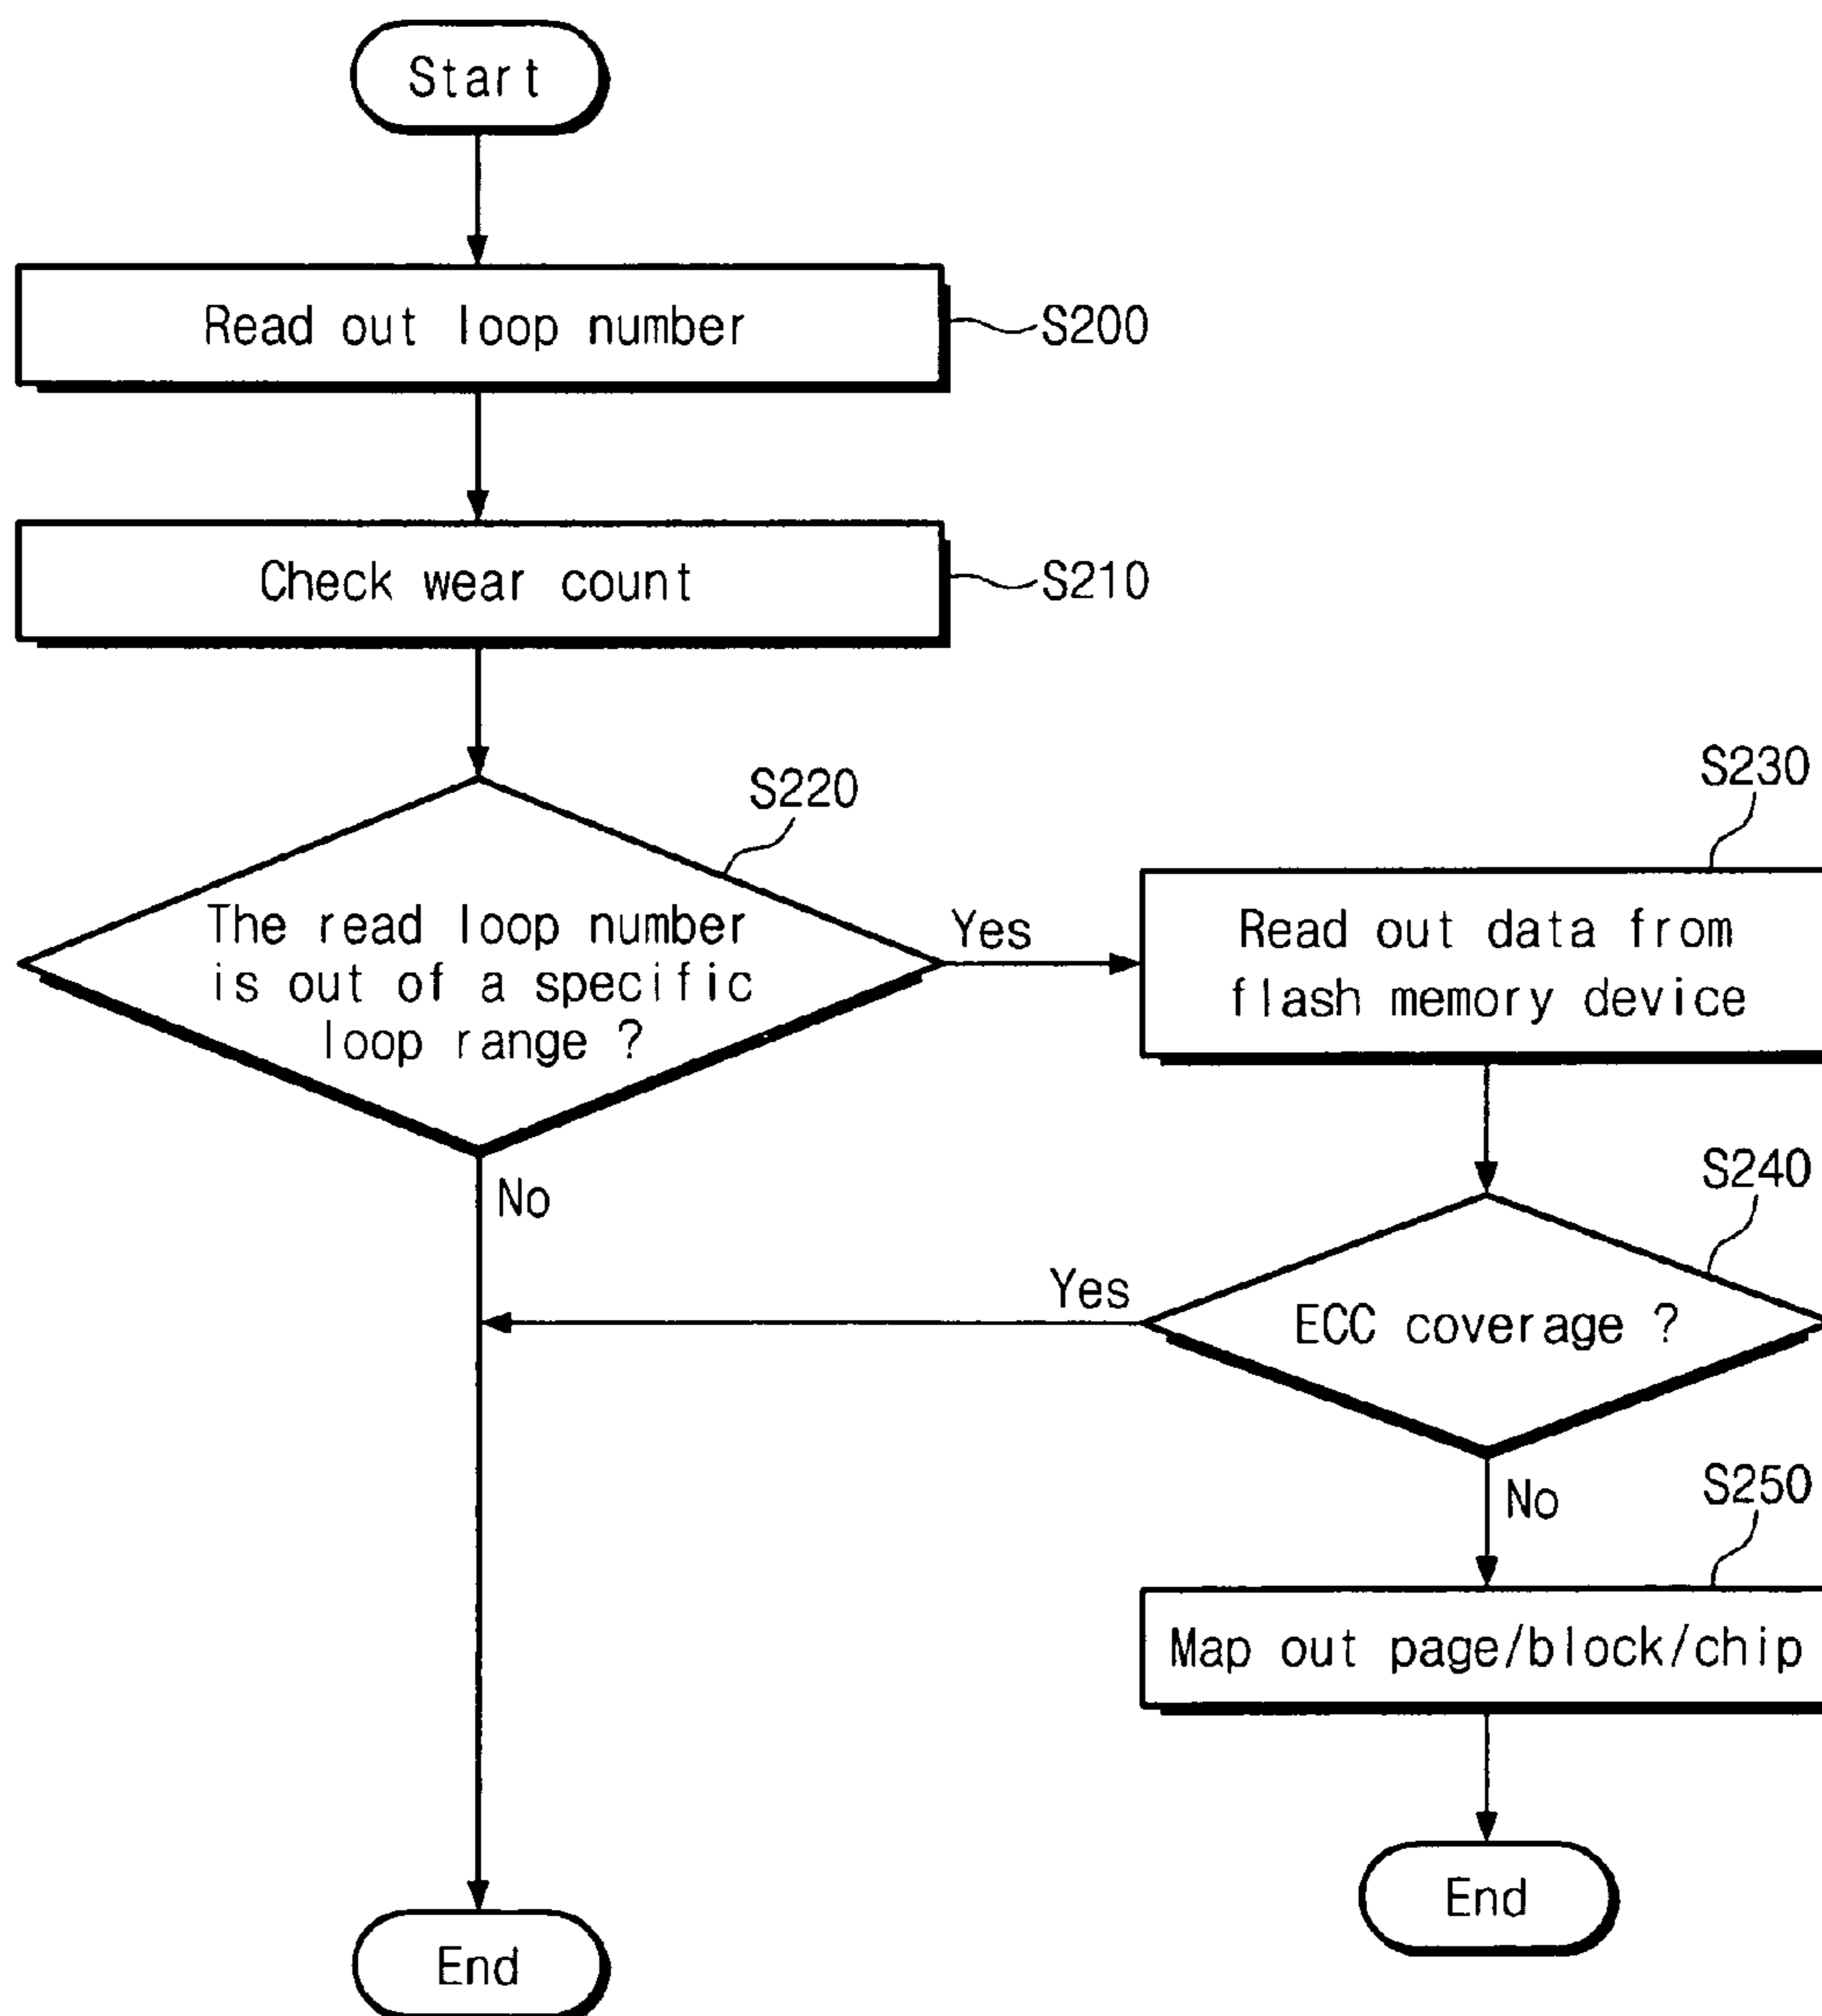 Start
Read out loop number
S200
Check wear count
S210
S220
The read loop number
is out of a specific
loop range ?
Yes
No
S230
Read out data from
flash memory device
S240
ECC coverage ?
Yes
No
S250
Map out page/block/chip
End
End